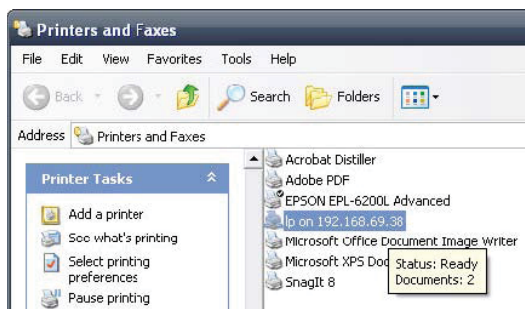 Printers and Faxes
File Edit View Favorites Tools Help
Back Search Folders
Address Printers and Faxes
Printer Tasks
Add a printer
See what's printing
Select printing
preferences
Pause printing
Acrobat Distiller
Adobe PDF
EPSON EPL-6200L Advanced
lp on 192.168.69.38
Microsoft Office Document Image Writer
Microsoft XPS Doc
SnagIt 8
Status: Ready
Documents: 2